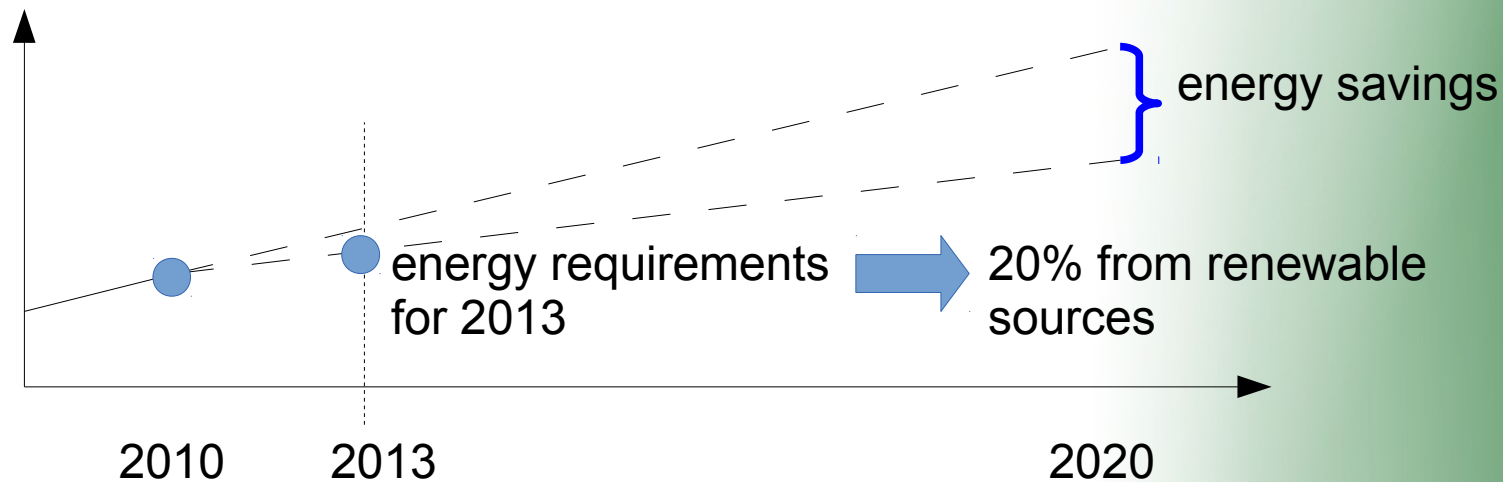 energy savings
energy requirements
for 2013
20% from renewable
sources
2010
2013
2020